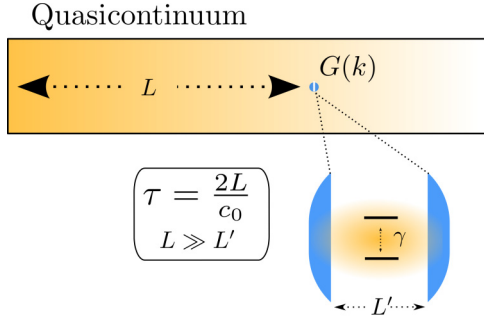 Quasicontinuum
G(k)
L
τ = 2L/c₀
L ≫ L′
γ
L′